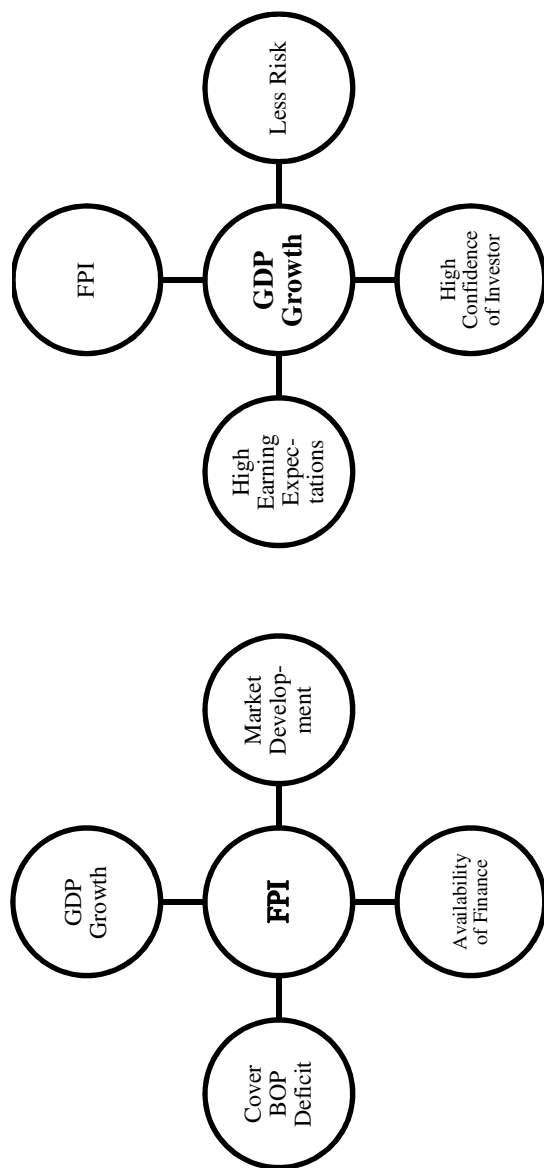 GDP
Growth
Cover
BOP
Deficit
FPI
Market
Develop-
ment
Availability
of Finance
FPI
High
Earning
Expec-
tations
GDP
Growth
Less Risk
High
Confidence
of Investor